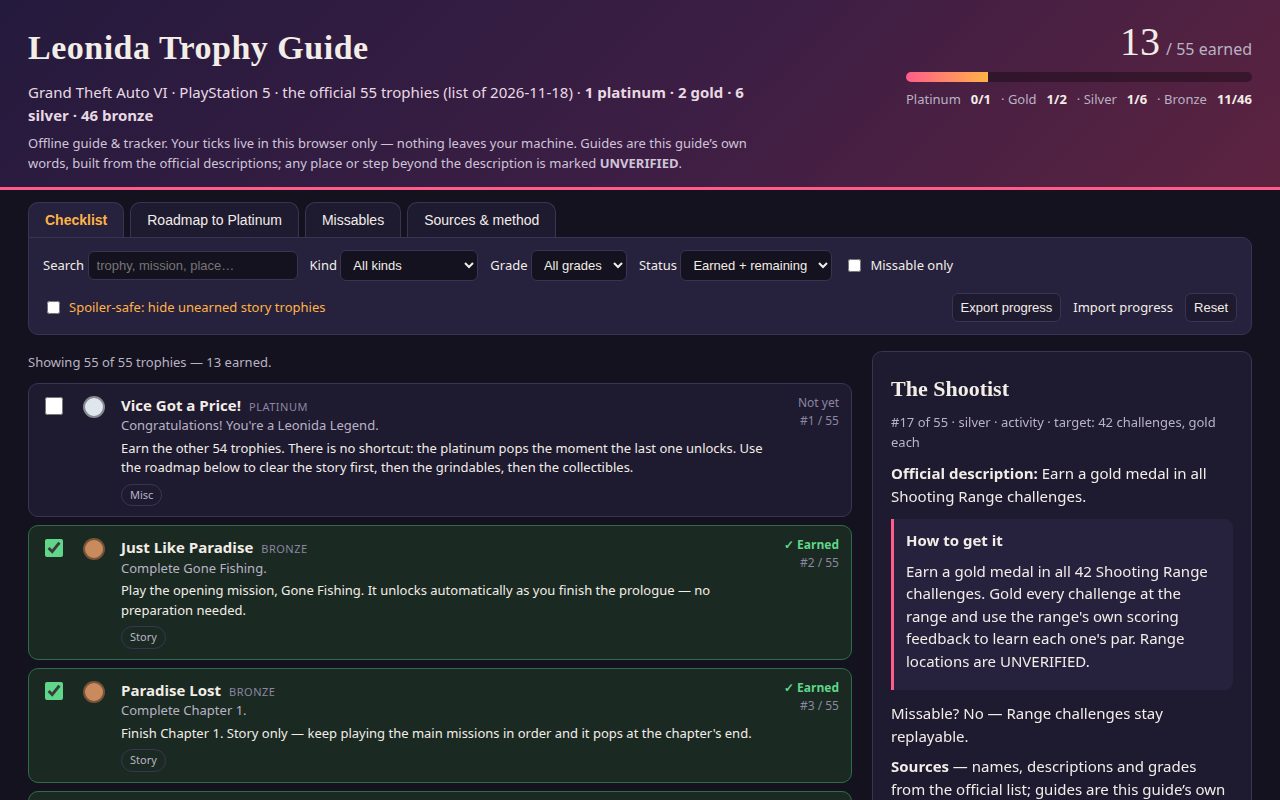 Leonida Trophy Guide
Grand Theft Auto VI · PlayStation 5 · the official 55 trophies (list of 2026-11-18) · 1 platinum · 2 gold · 6
silver · 46 bronze
Offline guide & tracker. Your ticks live in this browser only — nothing leaves your machine. Guides are this guide’s own
words, built from the official descriptions; any place or step beyond the description is marked UNVERIFIED.
13 / 55 earned
Platinum 0/1 · Gold 1/2 · Silver 1/6 · Bronze 11/46
Checklist
Roadmap to Platinum
Missables
Sources & method
Search trophy, mission, place… Kind All kinds Grade All grades Status Earned + remaining Missable only
Spoiler-safe: hide unearned story trophies
Export progress Import progress Reset
Showing 55 of 55 trophies — 13 earned.
Vice Got a Price! PLATINUM
Not yet
Congratulations! You're a Leonida Legend.
#1 / 55
Earn the other 54 trophies. There is no shortcut: the platinum pops the moment the last one unlocks. Use
the roadmap below to clear the story first, then the grindables, then the collectibles.
Misc
Just Like Paradise BRONZE
✓ Earned
Complete Gone Fishing.
#2 / 55
Play the opening mission, Gone Fishing. It unlocks automatically as you finish the prologue — no
preparation needed.
Story
Paradise Lost BRONZE
✓ Earned
Complete Chapter 1.
#3 / 55
Finish Chapter 1. Story only — keep playing the main missions in order and it pops at the chapter's end.
Story
The Shootist
#17 of 55 · silver · activity · target: 42 challenges, gold
each
Official description: Earn a gold medal in all
Shooting Range challenges.
How to get it
Earn a gold medal in all 42 Shooting Range
challenges. Gold every challenge at the
range and use the range's own scoring
feedback to learn each one's par. Range
locations are UNVERIFIED.
Missable? No — Range challenges stay
replayable.
Sources — names, descriptions and grades
from the official list; guides are this guide’s own